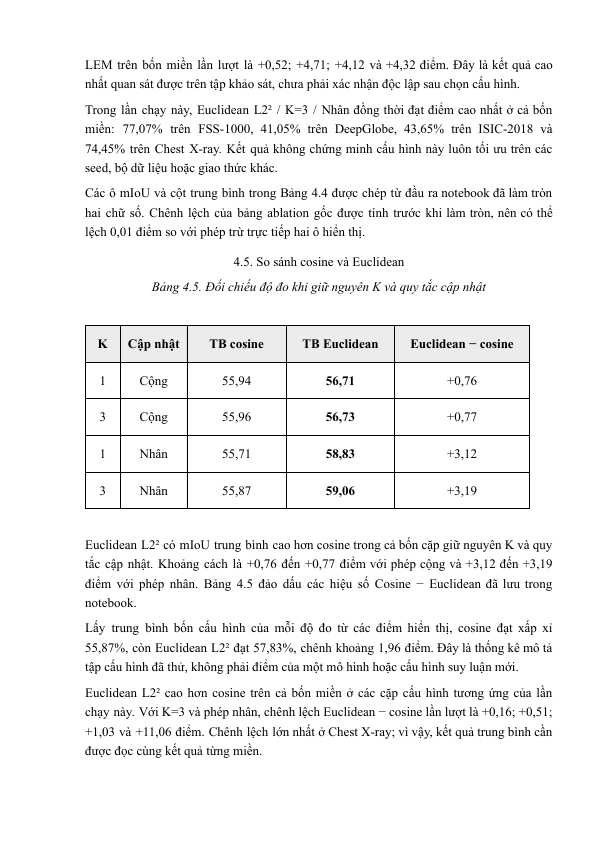 LEM trên bốn miền lần lượt là +0,52; +4,71; +4,12 và +4,32 điểm. Đây là kết quả cao
nhất quan sát được trên tập khảo sát, chưa phải xác nhận độc lập sau chọn cấu hình.
Trong lần chạy này, Euclidean L2² / K=3 / Nhân đồng thời đạt điểm cao nhất ở cả bốn
miền: 77,07% trên FSS-1000, 41,05% trên DeepGlobe, 43,65% trên ISIC-2018 và
74,45% trên Chest X-ray. Kết quả không chứng minh cấu hình này luôn tối ưu trên các
seed, bộ dữ liệu hoặc giao thức khác.
Các ô mIoU và cột trung bình trong Bảng 4.4 được chép từ đầu ra notebook đã làm tròn
hai chữ số. Chênh lệch của bảng ablation gốc được tính trước khi làm tròn, nên có thể
lệch 0,01 điểm so với phép trừ trực tiếp hai ô hiển thị.
4.5. So sánh cosine và Euclidean
Bảng 4.5. Đối chiếu độ đo khi giữ nguyên K và quy tắc cập nhật
K Cập nhật TB cosine TB Euclidean Euclidean − cosine
1 Cộng 55,94 56,71 +0,76
3 Cộng 55,96 56,73 +0,77
1 Nhân 55,71 58,83 +3,12
3 Nhân 55,87 59,06 +3,19
Euclidean L2² có mIoU trung bình cao hơn cosine trong cả bốn cặp giữ nguyên K và quy
tắc cập nhật. Khoảng cách là +0,76 đến +0,77 điểm với phép cộng và +3,12 đến +3,19
điểm với phép nhân. Bảng 4.5 đảo dấu các hiệu số Cosine − Euclidean đã lưu trong
notebook.
Lấy trung bình bốn cấu hình của mỗi độ đo từ các điểm hiển thị, cosine đạt xấp xỉ
55,87%, còn Euclidean L2² đạt 57,83%, chênh khoảng 1,96 điểm. Đây là thống kê mô tả
tập cấu hình đã thử, không phải điểm của một mô hình hoặc cấu hình suy luận mới.
Euclidean L2² cao hơn cosine trên cả bốn miền ở các cặp cấu hình tương ứng của lần
chạy này. Với K=3 và phép nhân, chênh lệch Euclidean − cosine lần lượt là +0,16; +0,51;
+1,03 và +11,06 điểm. Chênh lệch lớn nhất ở Chest X-ray; vì vậy, kết quả trung bình cần
được đọc cùng kết quả từng miền.